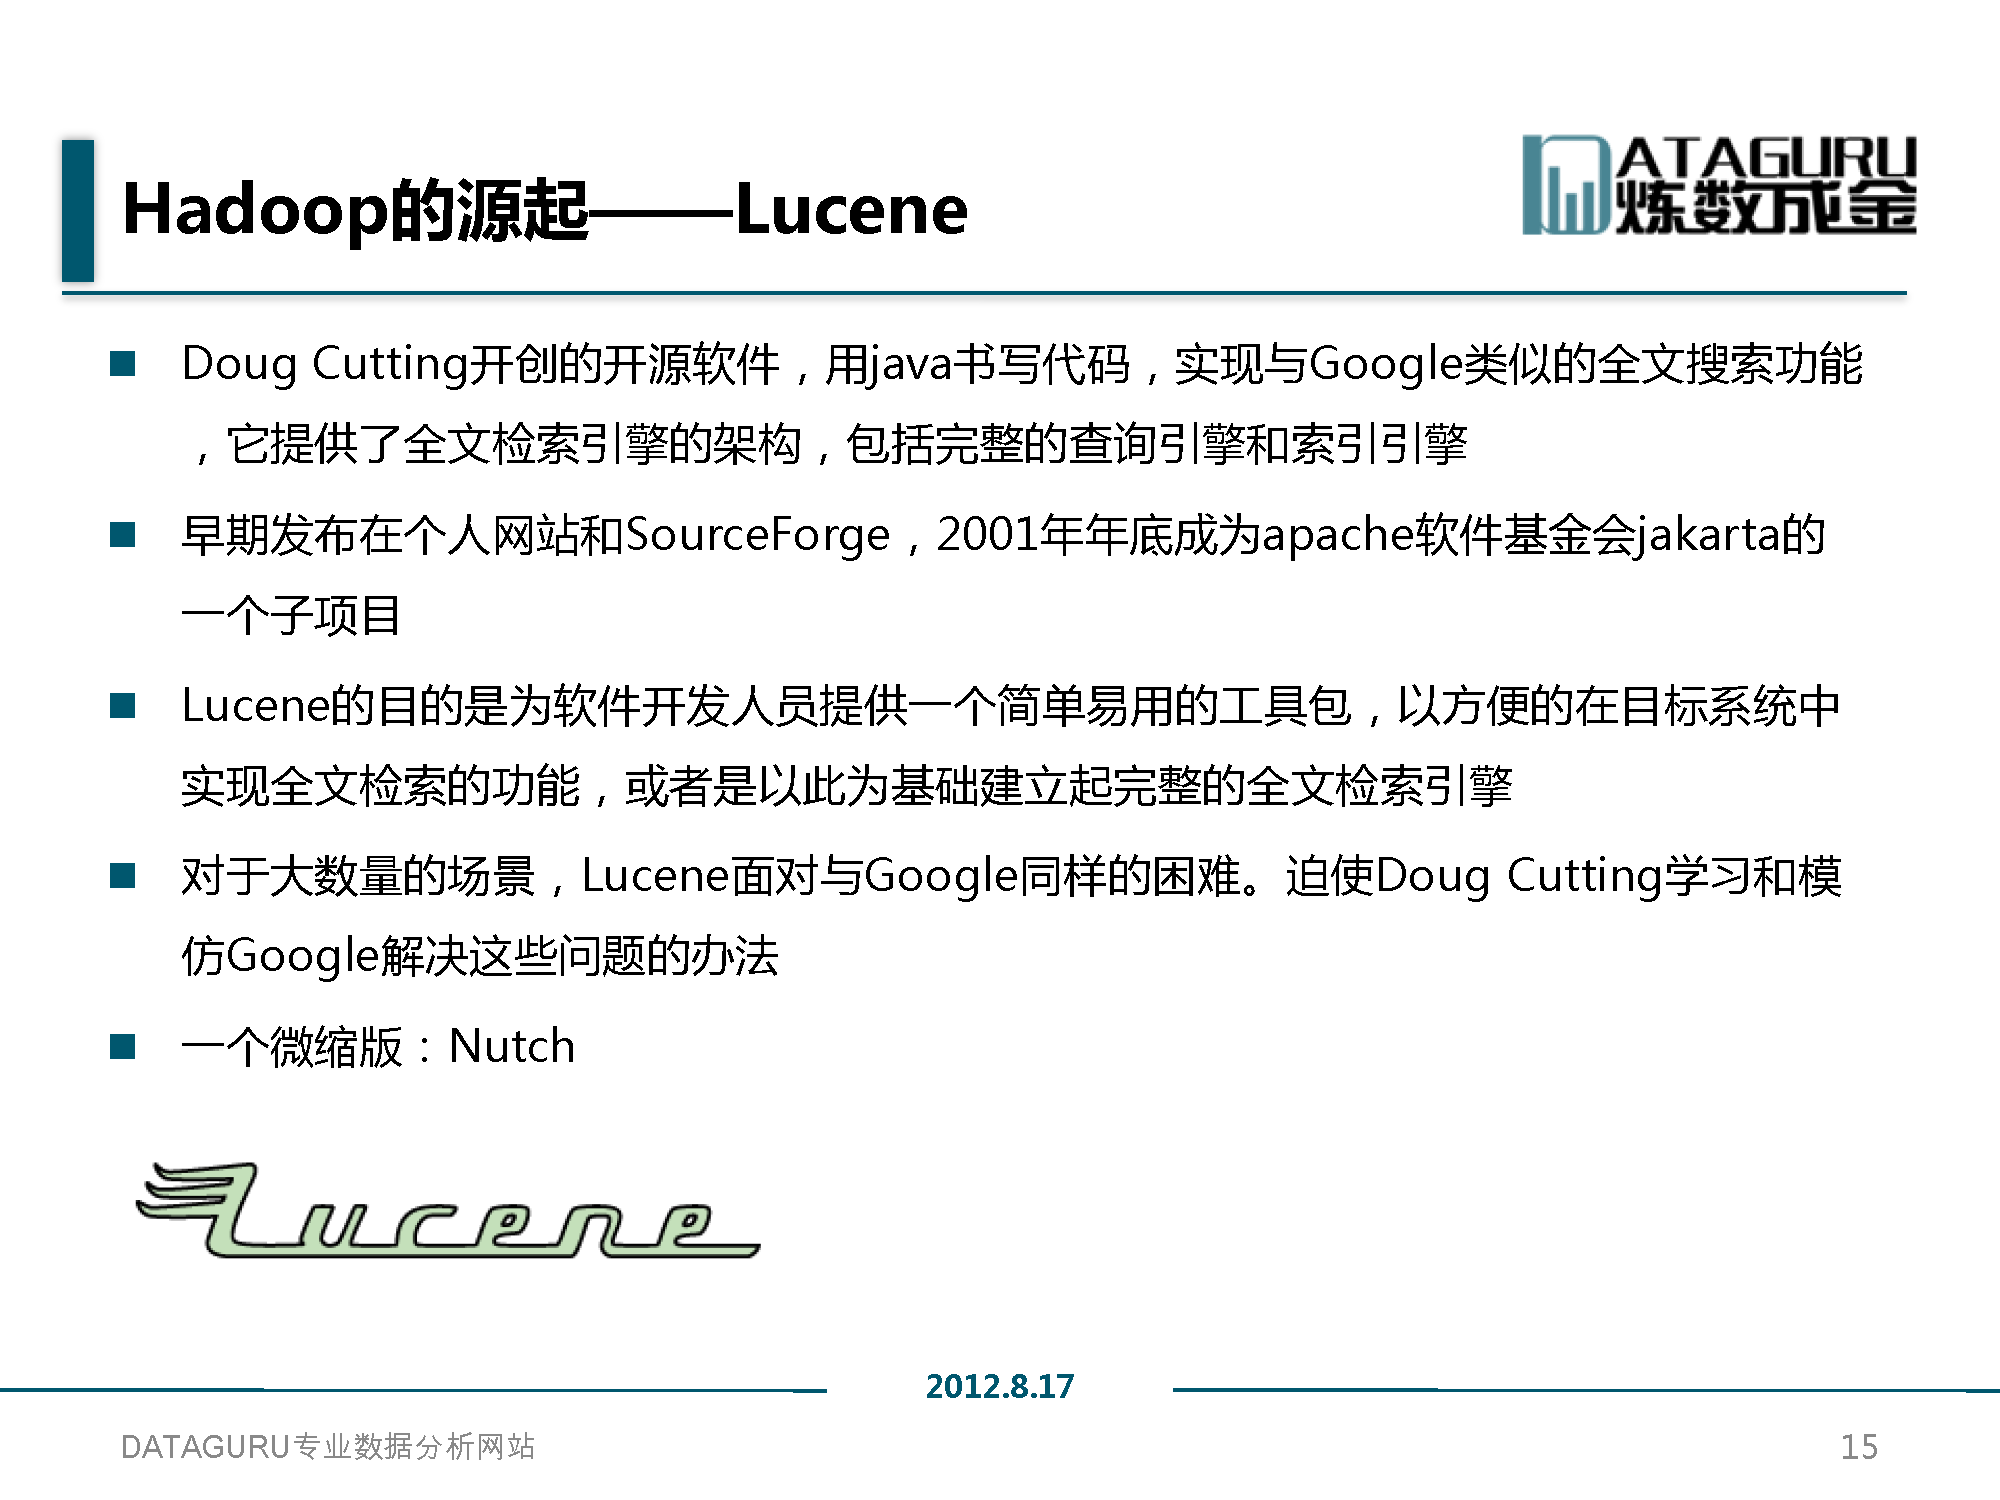 Hadoop的源起——Lucene
DATAGURU
炼数成金
Doug Cutting开创的开源软件，用java书写代码，实现与Google类似的全文搜索功能
，它提供了全文检索引擎的架构，包括完整的查询引擎和索引引擎
早期发布在个人网站和SourceForge，2001年年底成为apache软件基金会jakarta的
一个子项目
Lucene的目的是为软件开发人员提供一个简单易用的工具包，以方便的在目标系统中
实现全文检索的功能，或者是以此为基础建立起完整的全文检索引擎
对于大数量的场景，Lucene面对与Google同样的困难。迫使Doug Cutting学习和模
仿Google解决这些问题的办法
一个微缩版：Nutch
Lucene
2012.8.17
DATAGURU专业数据分析网站
15